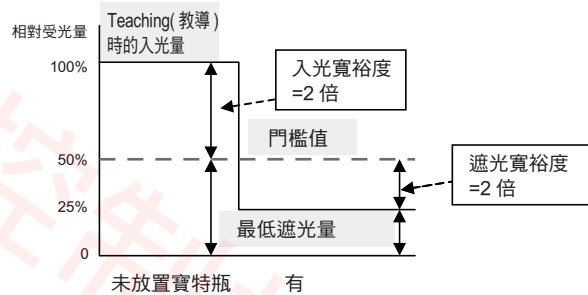 相對受光量
Teaching(教導)
時的入光量
100%
入光寬裕度
=2 倍
門檻值
50%
遮光寬裕度
=2 倍
25%
最低遮光量
0
未放置寶特瓶
有